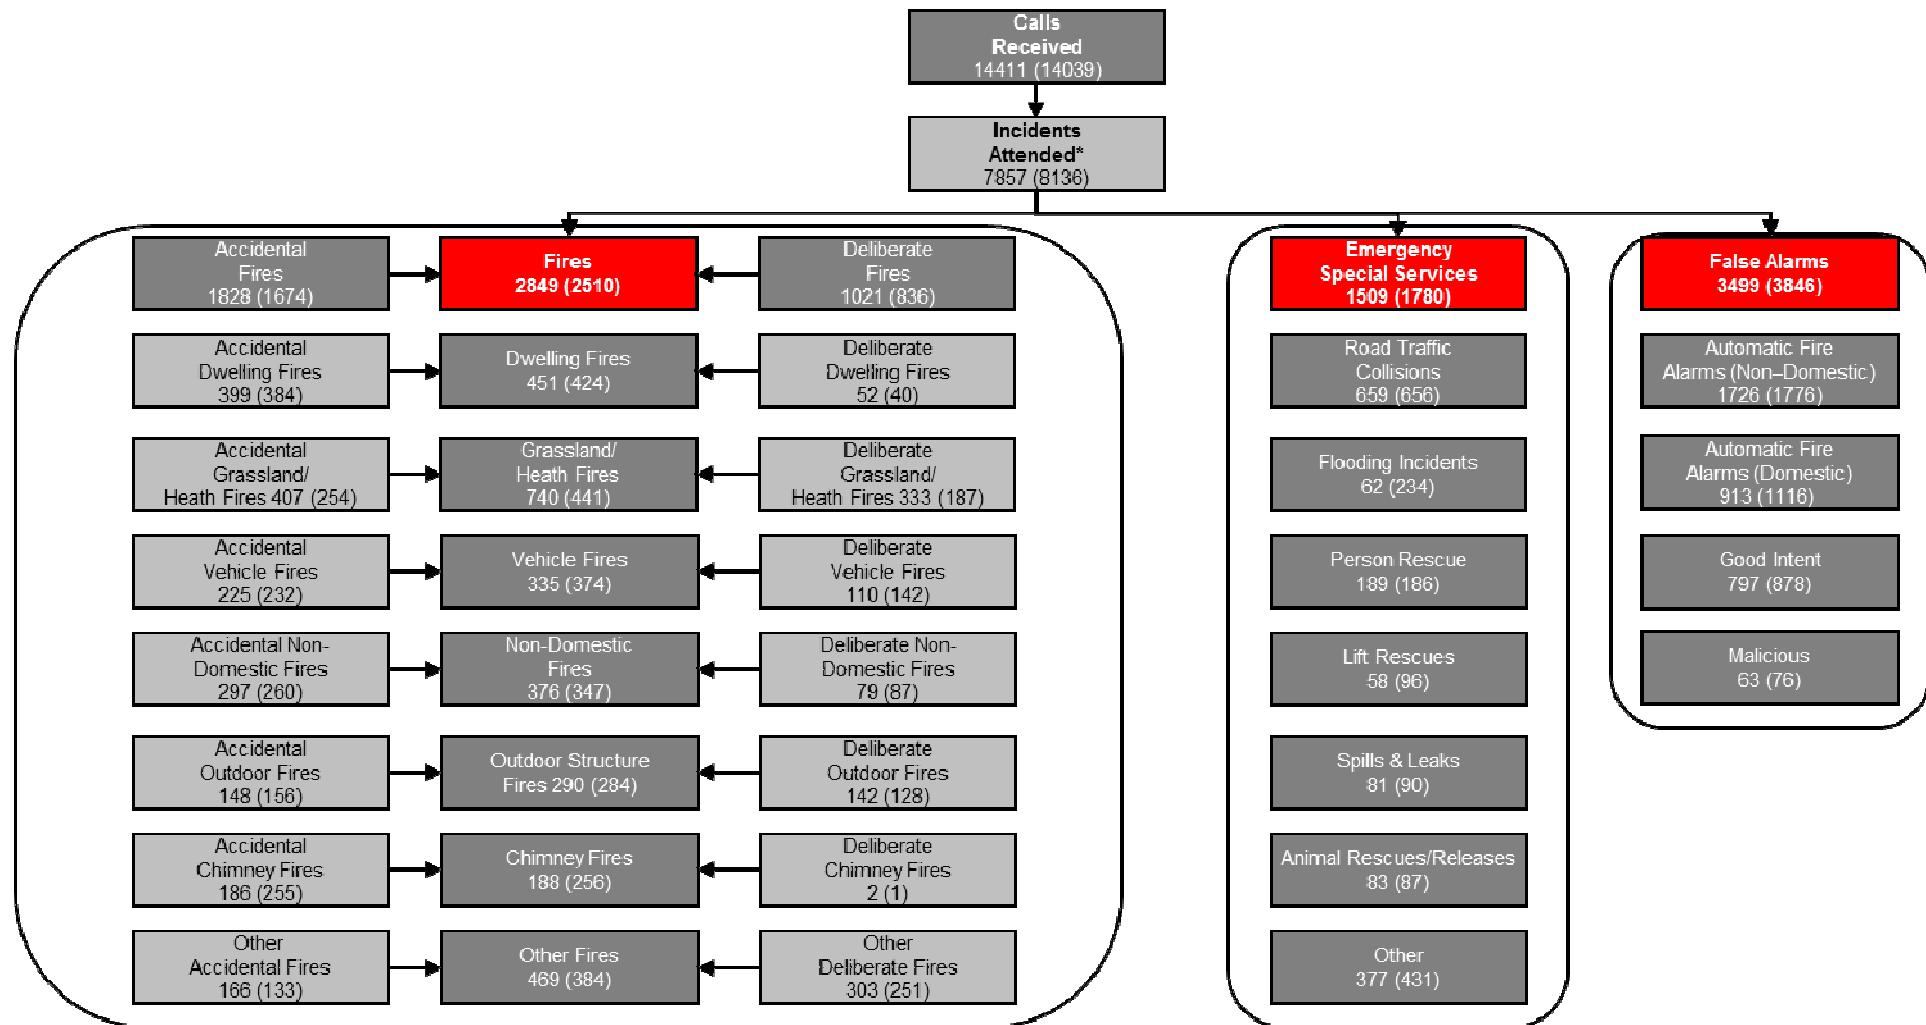 Calls
Received
14411 (14039)
Incidents
Attended*
7857 (8136)
Accidental
Fires
1828 (1674)
Fires
2849 (2510)
Deliberate
Fires
1021 (836)
Emergency
Special Services
1509 (1780)
False Alarms
3499 (3846)
Accidental
Dwelling Fires
399 (384)
Dwelling Fires
451 (424)
Deliberate
Dwelling Fires
52 (40)
Road Traffic
Collisions
659 (656)
Automatic Fire
Alarms (Non–Domestic)
1726 (1776)
Accidental
Grassland/
Heath Fires 407 (254)
Grassland/
Heath Fires
740 (441)
Deliberate
Grassland/
Heath Fires 333 (187)
Flooding Incidents
62 (234)
Automatic Fire
Alarms (Domestic)
913 (1116)
Accidental
Vehicle Fires
225 (232)
Vehicle Fires
335 (374)
Deliberate
Vehicle Fires
110 (142)
Person Rescue
189 (186)
Good Intent
797 (878)
Accidental Non-
Domestic Fires
297 (260)
Non-Domestic
Fires
376 (347)
Deliberate Non-
Domestic Fires
79 (87)
Lift Rescues
58 (96)
Malicious
63 (76)
Accidental
Outdoor Fires
148 (156)
Outdoor Structure
Fires 290 (284)
Deliberate
Outdoor Fires
142 (128)
Spills & Leaks
81 (90)
Accidental
Chimney Fires
186 (255)
Chimney Fires
188 (256)
Deliberate
Chimney Fires
2 (1)
Animal Rescues/Releases
83 (87)
Other
Accidental Fires
166 (133)
Other Fires
469 (384)
Other
Deliberate Fires
303 (251)
Other
377 (431)